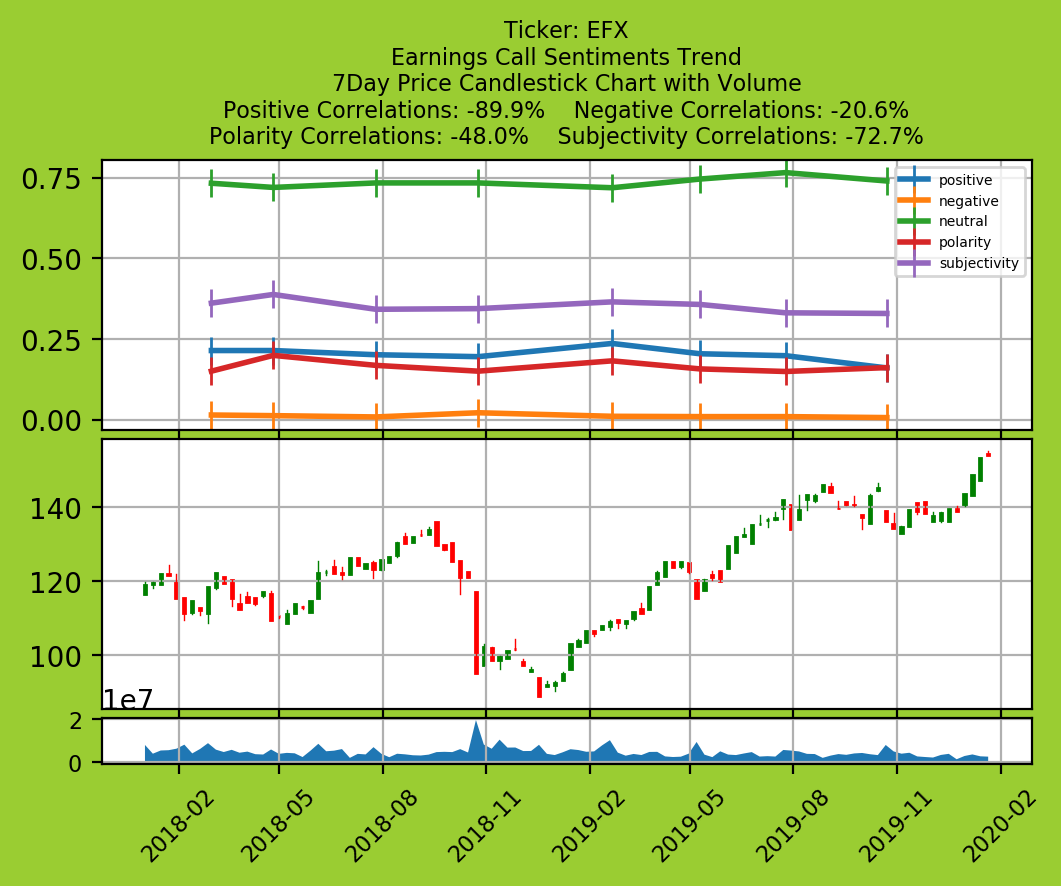 Ticker: EFX
Earnings Call Sentiments Trend
7Day Price Candlestick Chart with Volume
Positive Correlations: -89.9%    Negative Correlations: -20.6%
Polarity Correlations: -48.0%    Subjectivity Correlations: -72.7%
0.75
0.50
0.25
0.00
positive
negative
neutral
polarity
subjectivity
140
120
100
1e7
2
0
2018-02
2018-05
2018-08
2018-11
2019-02
2019-05
2019-08
2019-11
2020-02